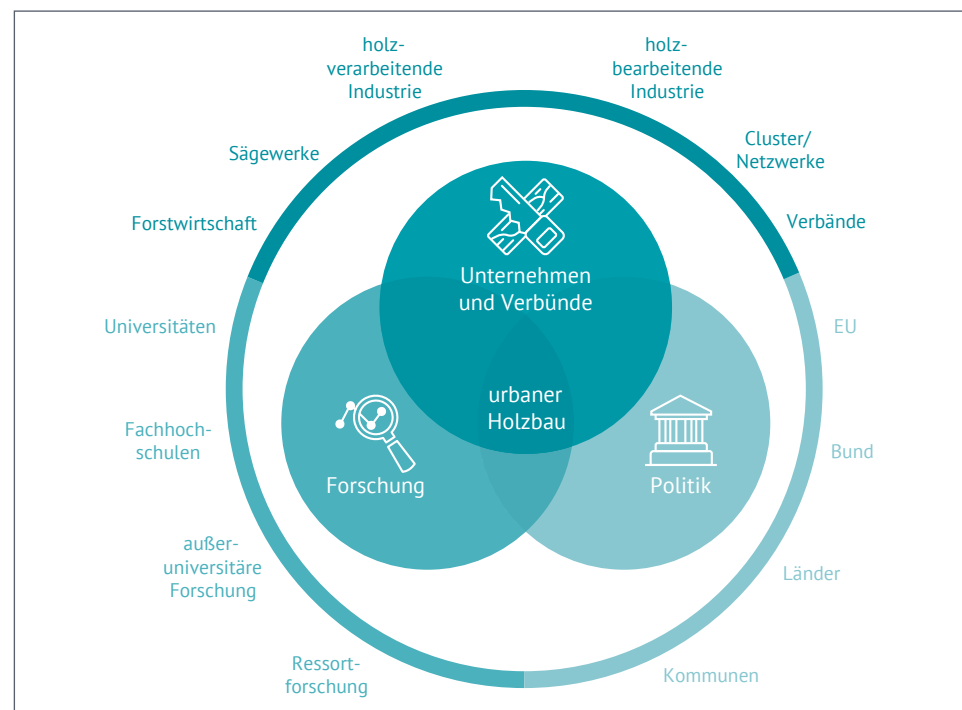 holz-
verarbeitende
Industrie
holz-
bearbeitende
Industrie
Sägewerke
Cluster/
Netzwerke
Forstwirtschaft
Verbände
Unternehmen
und Verbünde
Universitäten
EU
urbaner
Holzbau
Fachhoch-
schulen
Bund
Forschung
Politik
außer-
universitäre
Forschung
Länder
Ressort-
forschung
Kommunen